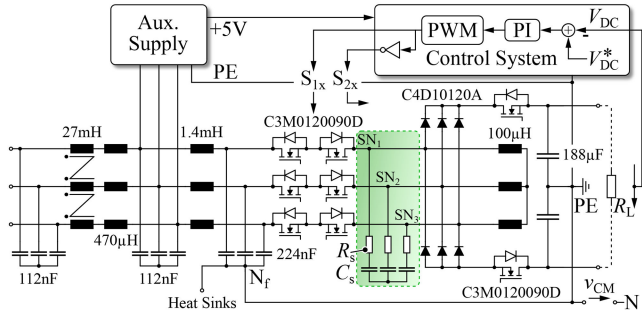 Aux.
Supply
+5V
PE
PWM
PI
-
V_DC
V*_DC
Control System
S_1x
S_2x
C4D10120A
C3M0120090D
27mH
1.4mH
SN_1
100µH
SN_2
188µF
SN_3
PE
R_L
470µH
224nF
R_s
C_s
112nF
112nF
N_f
Heat Sinks
C3M0120090D
v_CM
N